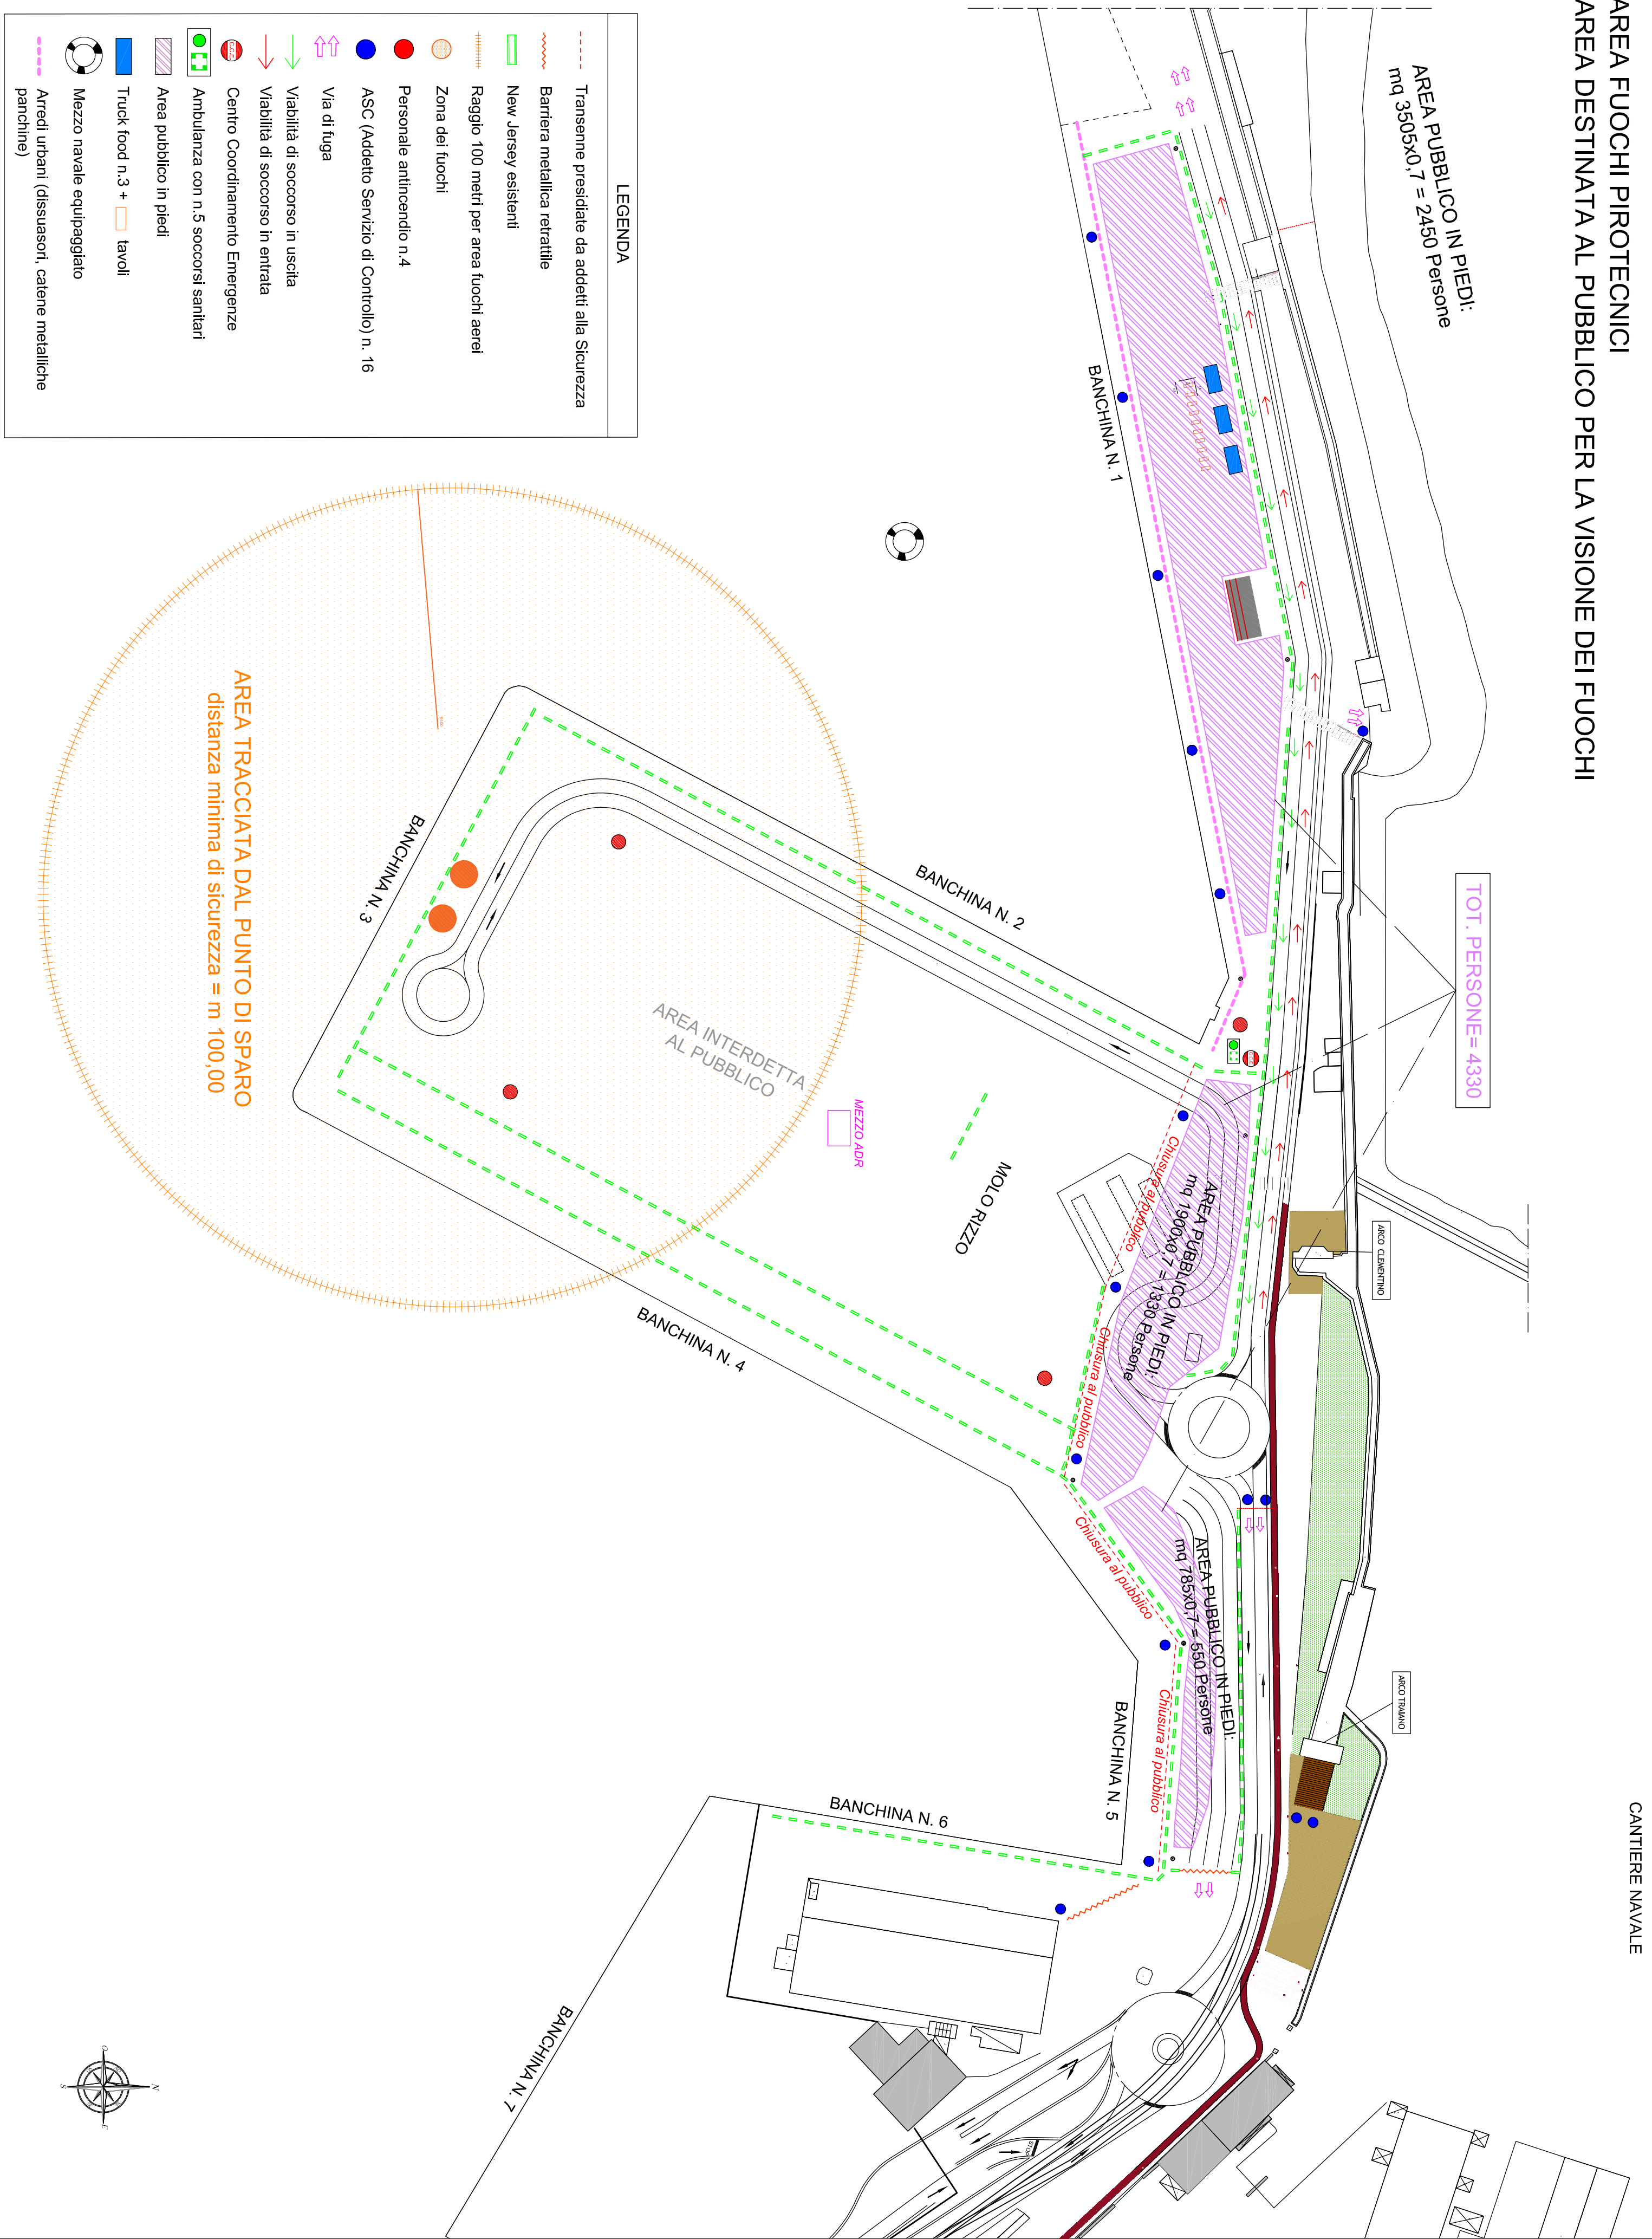 AREA FUOCHI PIROTECNICI
AREA DESTINATA AL PUBBLICO PER LA VISIONE DEI FUOCHI
CANTIERE NAVALE
AREA PUBBLICO IN PIEDI:
mq 3505x0,7 = 2450 Persone
TOT. PERSONE= 4330
ARCO CLEMENTINO
ARCO TRAIANO
BANCHINA N. 1
BANCHINA N. 2
BANCHINA N. 3
BANCHINA N. 4
BANCHINA N. 5
BANCHINA N. 6
BANCHINA N. 7
AREA PUBBLICO IN PIEDI:
mq 1900x0,7 = 1330 Persone
AREA PUBBLICO IN PIEDI:
mq 785x0,7 = 550 Persone
Chiusura al pubblico
Chiusura al pubblico
Chiusura al pubblico
Chiusura al pubblico
MOLO RIZZO
MEZZO ADR
AREA INTERDETTA
AL PUBBLICO
AREA TRACCIATA DAL PUNTO DI SPARO
distanza minima di sicurezza = m 100,00
STOP
LEGENDA
Transenne presidiate da addetti alla Sicurezza
Barriera metallica retrattile
New Jersey esistenti
Raggio 100 metri per area fuochi aerei
Zona dei fuochi
Personale antincendio n.4
ASC (Addetto Servizio di Controllo) n. 16
Via di fuga
Viabilità di soccorso in uscita
Viabilità di soccorso in entrata
C.C.E.
Centro Coordinamento Emergenze
Ambulanza con n.5 soccorsi sanitari
Area pubblico in piedi
Truck food n.3 + tavoli
Mezzo navale equipaggiato
Arredi urbani (dissuasori, catene metalliche
panchine)
N
E
S
O